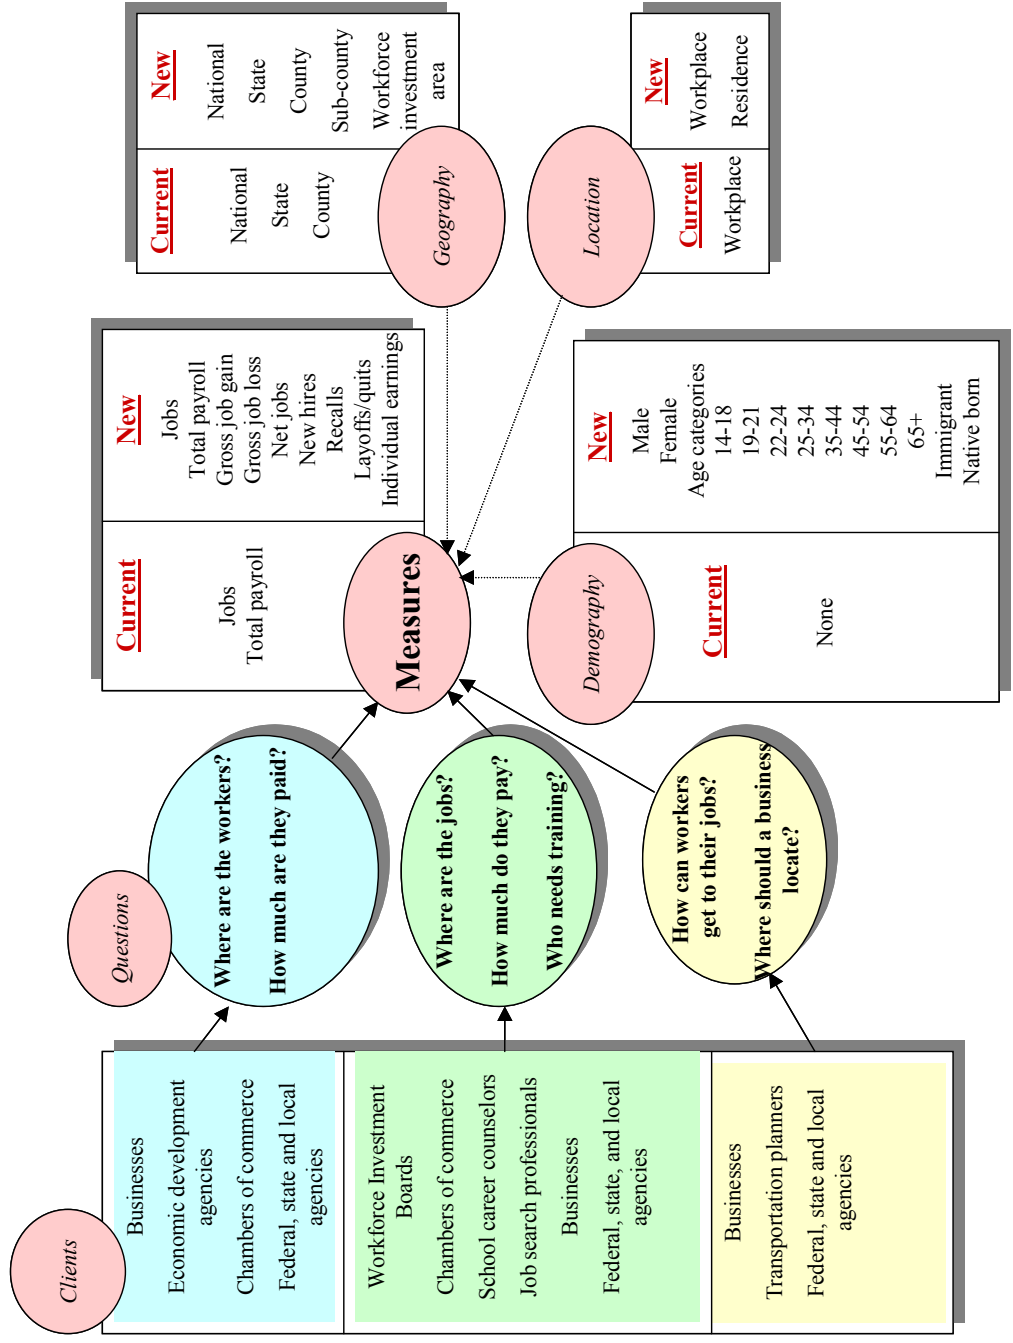 Clients
Businesses
Economic development
agencies
Chambers of commerce
Federal, state and local
agencies
Workforce Investment
Boards
Chambers of commerce
School career counselors
Job search professionals
Businesses
Federal, state, and local
agencies
Businesses
Transportation planners
Federal, state and local
agencies
Questions
Where are the workers?
How much are they paid?
Where are the jobs?
How much do they pay?
Who needs training?
How can workers
get to their jobs?
Where should a business
locate?
Measures
Current
Jobs
Total payroll
New
Jobs
Total payroll
Gross job gain
Gross job loss
Net jobs
New hires
Recalls
Layoffs/quits
Individual earnings
Demography
Current
None
New
Male
Female
Age categories
14-18
19-21
22-24
25-34
35-44
45-54
55-64
65+
Immigrant
Native born
Geography
Current
National
State
County
New
National
State
County
Sub-county
Workforce
investment
area
Location
Current
Workplace
New
Workplace
Residence